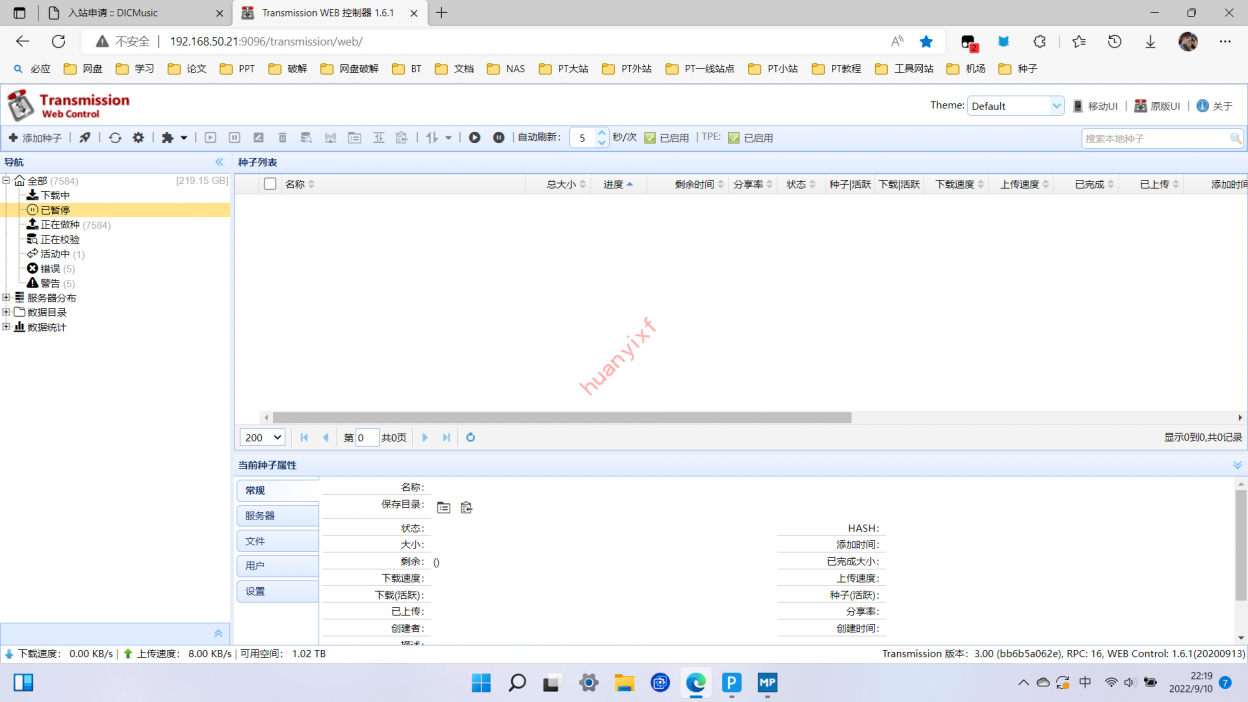 入站申请 :: DICMusic
Transmission WEB 控制器 1.6.1
不安全 | 192.168.50.21:9096/transmission/web/
2
必应 网盘 学习 论文 PPT 破解 网盘破解 BT 文档 NAS PT大站 PT外站 PT一线站点 PT小站 PT教程 工具网站 机场 种子
Transmission
Web Control
Theme: Default 移动UI | 原版UI | 关于
添加种子 | 自动刷新: 5 秒/次 已启用 | TPE: 已启用 搜索本地种子
导航
全部 (7584) [219.15 GB]
下载中
已暂停
正在做种 (7584)
正在校验
活动中 (1)
错误 (5)
警告 (5)
服务器分布
数据目录
数据统计
种子列表
名称 总大小 进度 剩余时间 分享率 状态 种子|活跃 下载|活跃 下载速度 上传速度 已完成 已上传 添加时间
huanyixf
200 第 0 共0页 显示0到0,共0记录
当前种子属性
常规
服务器
文件
用户
设置
名称:
保存目录:
状态: HASH:
大小: 添加时间:
剩余: () 已完成大小:
下载速度: 上传速度:
下载(活跃): 种子(活跃):
已上传: 分享率:
创建者: 创建时间:
描述:
下载速度: 0.00 KB/s | 上传速度: 8.00 KB/s | 可用空间: 1.02 TB
Transmission 版本: 3.00 (bb6b5a062e), RPC: 16, WEB Control: 1.6.1(20200913)
P
MP
中
22:19
2022/9/10
7